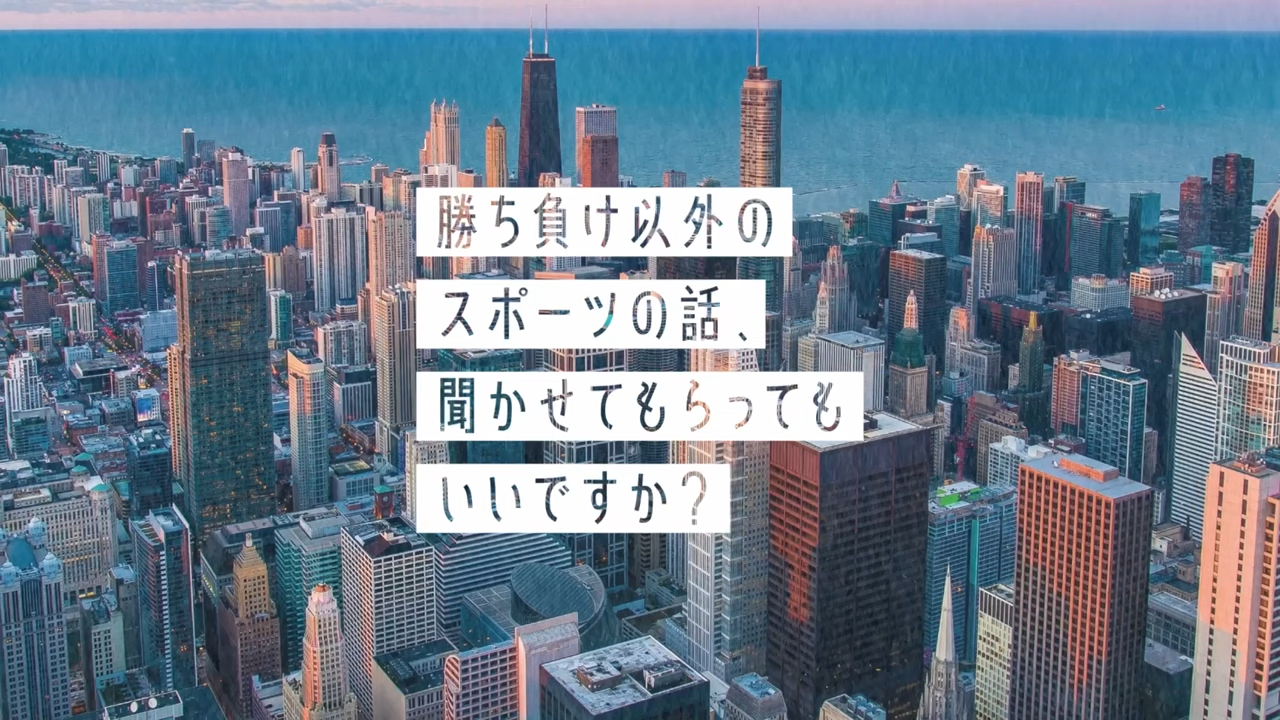 勝ち負け以外の
スポーツの話、
聞かせてもらっても
いいですか?